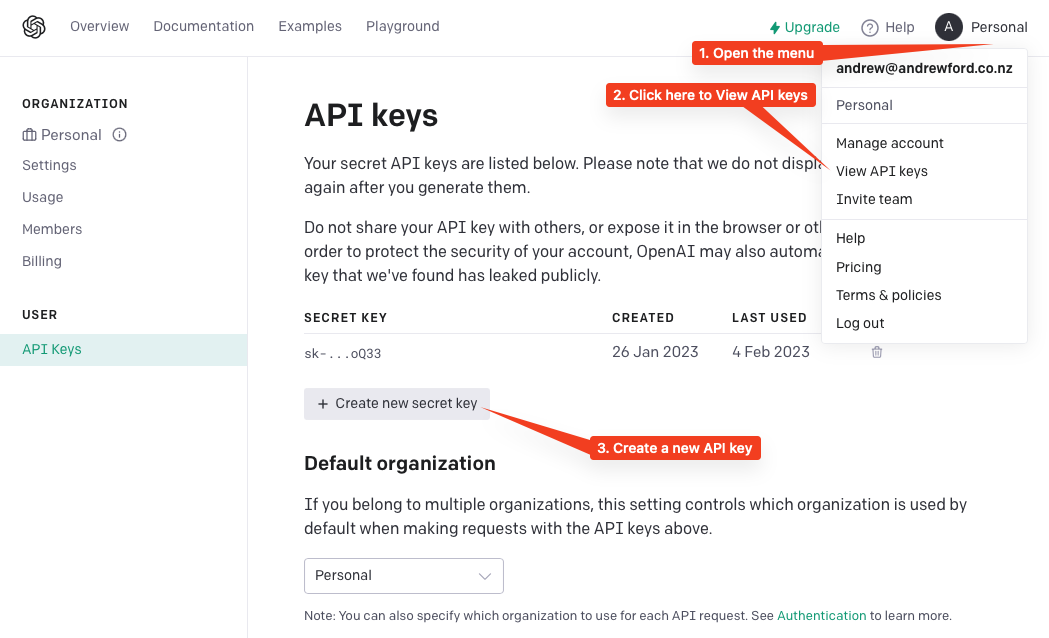 Overview Documentation Examples Playground
Upgrade Help A Personal
1. Open the menu
andrew@andrewford.co.nz
2. Click here to View API keys
Personal
Manage account
View API keys
Invite team
Help
Pricing
Terms & policies
Log out
ORGANIZATION
Personal
Settings
Usage
Members
Billing
USER
API Keys
API keys
Your secret API keys are listed below. Please note that we do not
again after you generate them.
Do not share your API key with others, or expose it in the browser or
order to protect the security of your account, OpenAI may also
key that we've found has leaked publicly.
SECRET KEY CREATED LAST USED
sk-...oQ33 26 Jan 2023 4 Feb 2023
+ Create new secret key
3. Create a new API key
Default organization
If you belong to multiple organizations, this setting controls which organization is used by
default when making requests with the API keys above.
Personal
Note: You can also specify which organization to use for each API request. See Authentication to learn more.